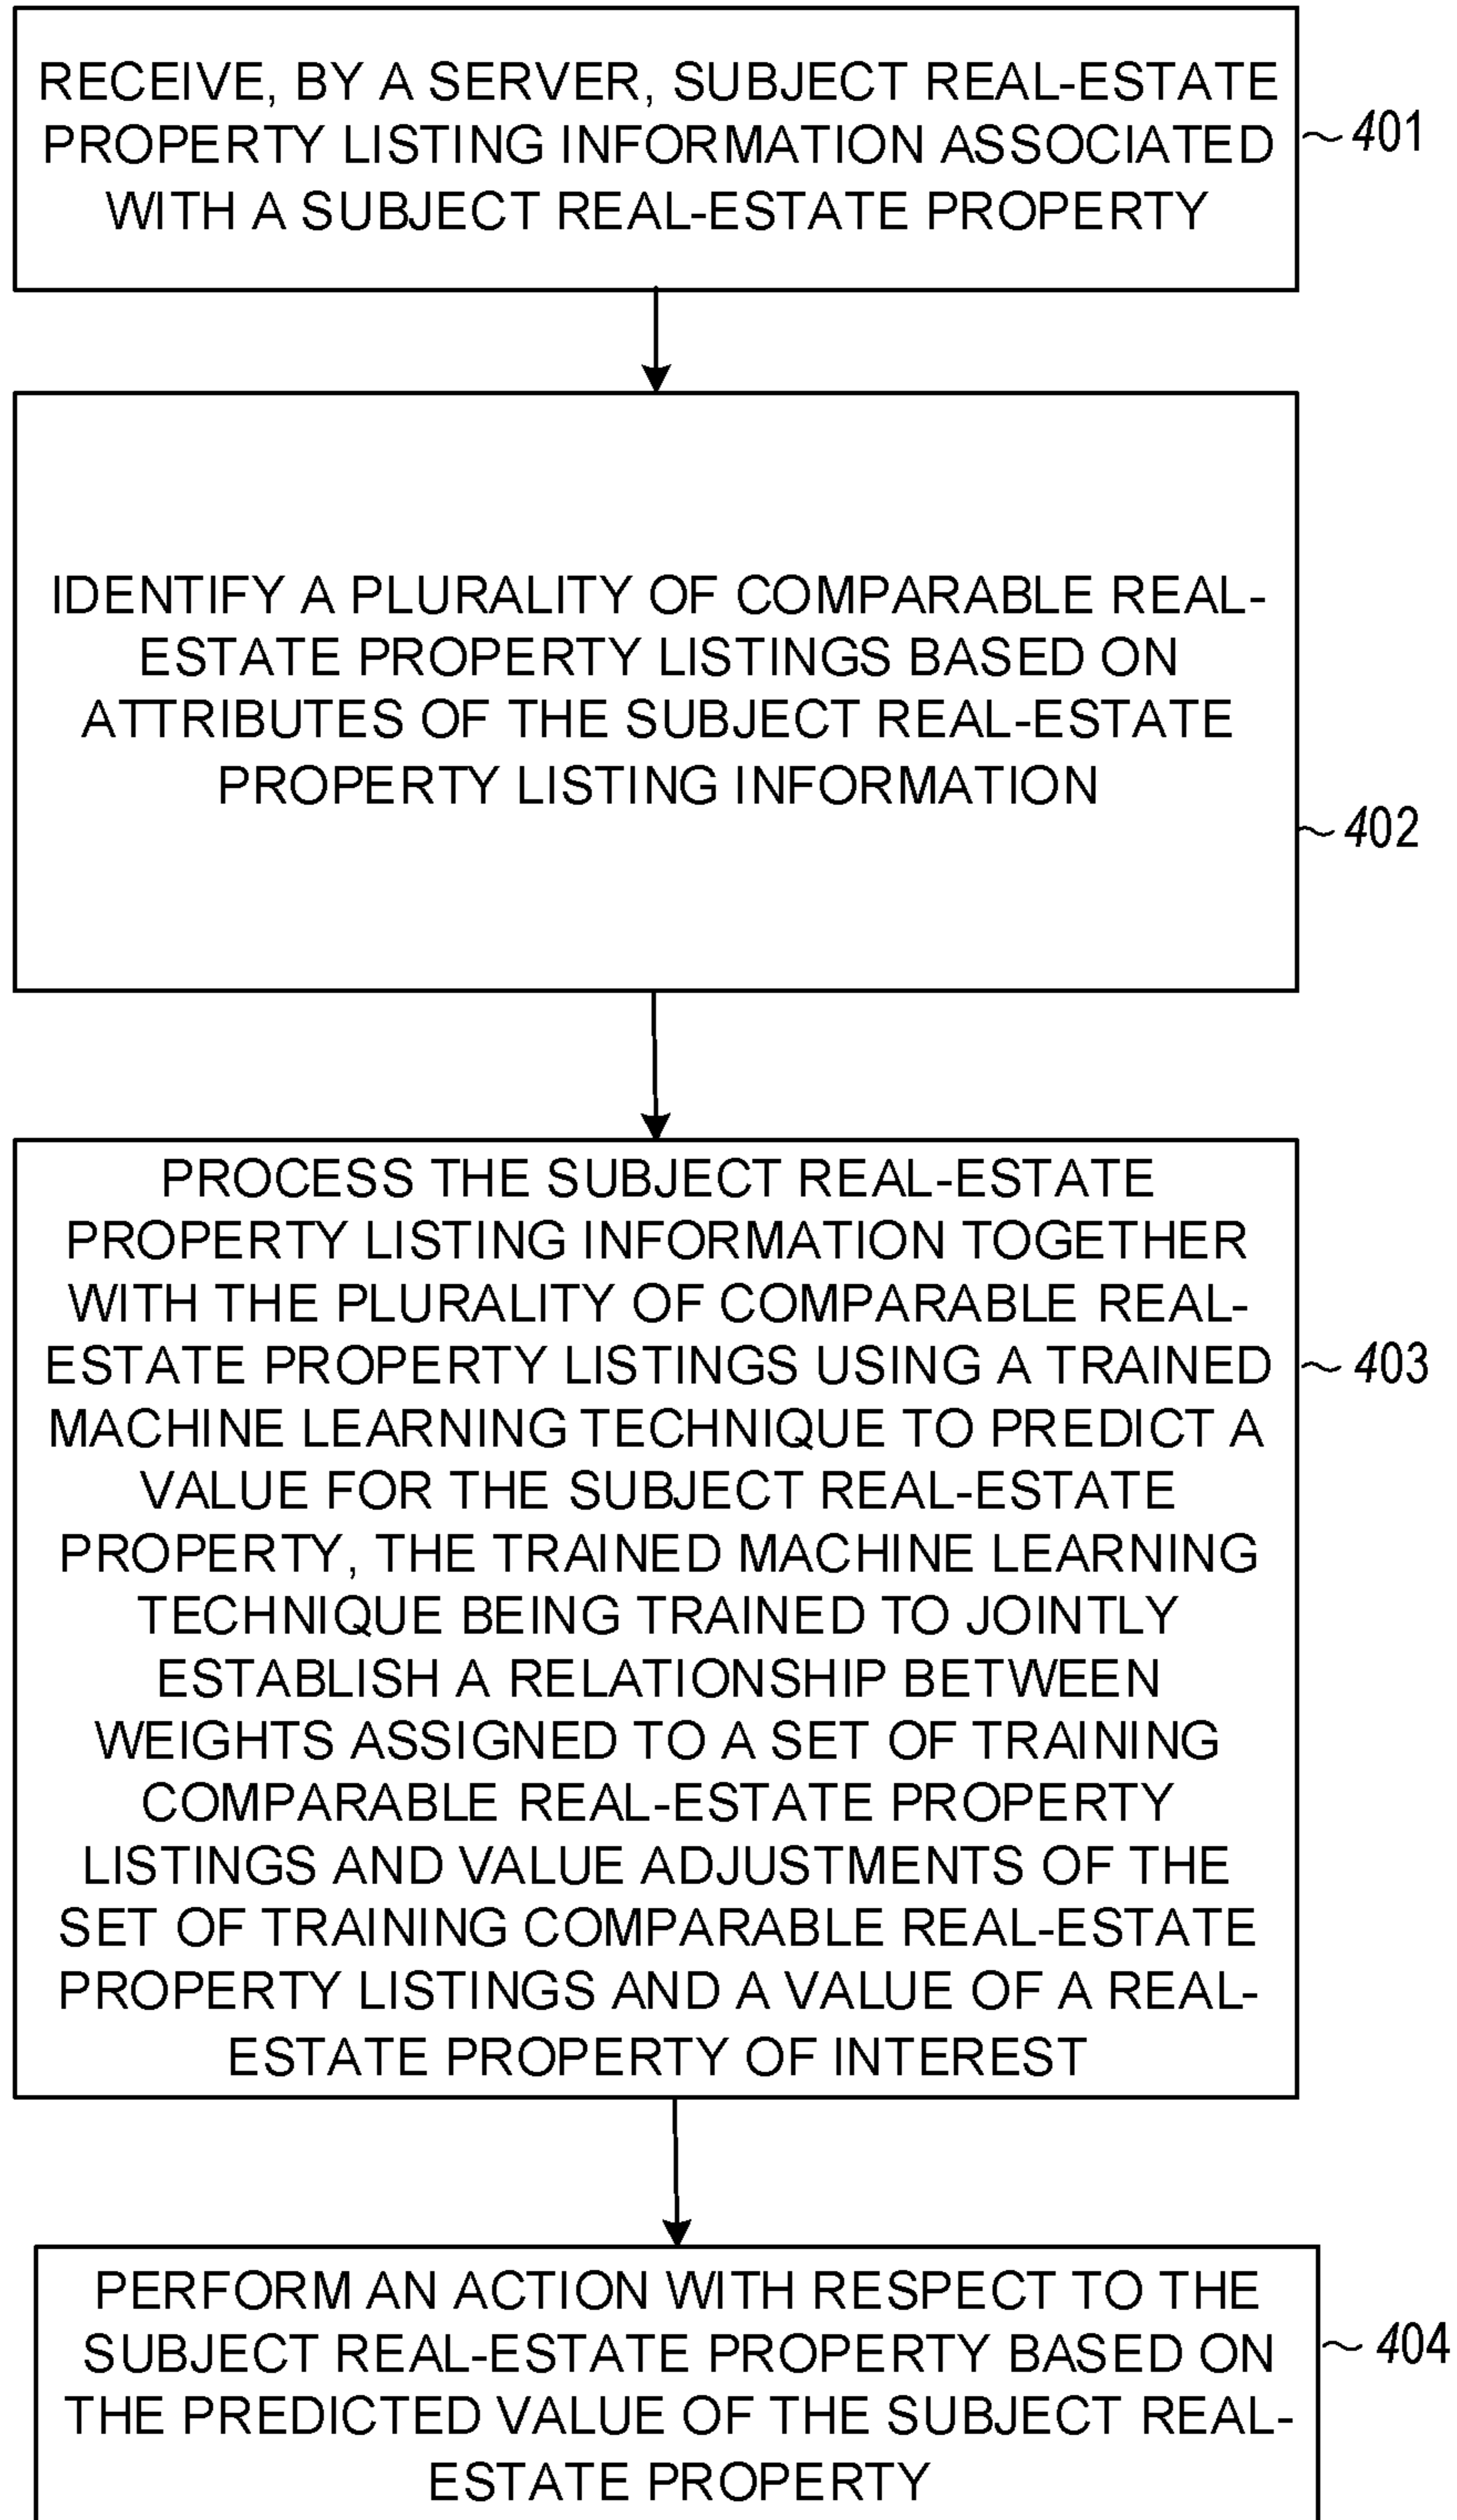 RECEIVE, BY A SERVER, SUBJECT REAL-ESTATE
PROPERTY LISTING INFORMATION ASSOCIATED
WITH A SUBJECT REAL-ESTATE PROPERTY
401
IDENTIFY A PLURALITY OF COMPARABLE REAL-
ESTATE PROPERTY LISTINGS BASED ON
ATTRIBUTES OF THE SUBJECT REAL-ESTATE
PROPERTY LISTING INFORMATION
402
PROCESS THE SUBJECT REAL-ESTATE
PROPERTY LISTING INFORMATION TOGETHER
WITH THE PLURALITY OF COMPARABLE REAL-
ESTATE PROPERTY LISTINGS USING A TRAINED
MACHINE LEARNING TECHNIQUE TO PREDICT A
VALUE FOR THE SUBJECT REAL-ESTATE
PROPERTY, THE TRAINED MACHINE LEARNING
TECHNIQUE BEING TRAINED TO JOINTLY
ESTABLISH A RELATIONSHIP BETWEEN
WEIGHTS ASSIGNED TO A SET OF TRAINING
COMPARABLE REAL-ESTATE PROPERTY
LISTINGS AND VALUE ADJUSTMENTS OF THE
SET OF TRAINING COMPARABLE REAL-ESTATE
PROPERTY LISTINGS AND A VALUE OF A REAL-
ESTATE PROPERTY OF INTEREST
403
PERFORM AN ACTION WITH RESPECT TO THE
SUBJECT REAL-ESTATE PROPERTY BASED ON
THE PREDICTED VALUE OF THE SUBJECT REAL-
ESTATE PROPERTY
404